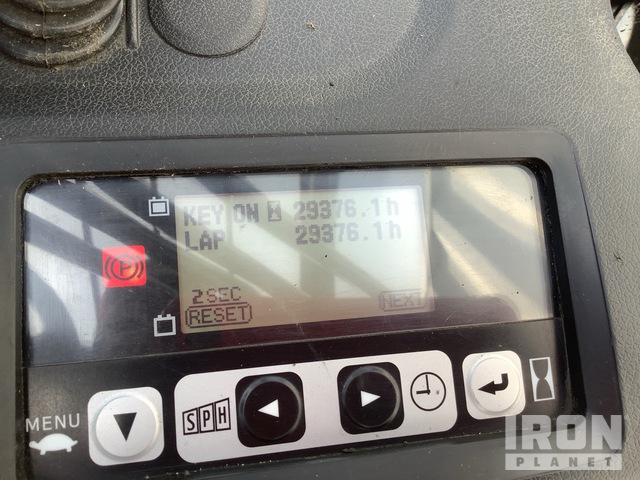 KEY ON 29376.1h
LAP 29376.1h
2SEC
RESET NEXT
P
MENU
SPH
IRON
PLANET